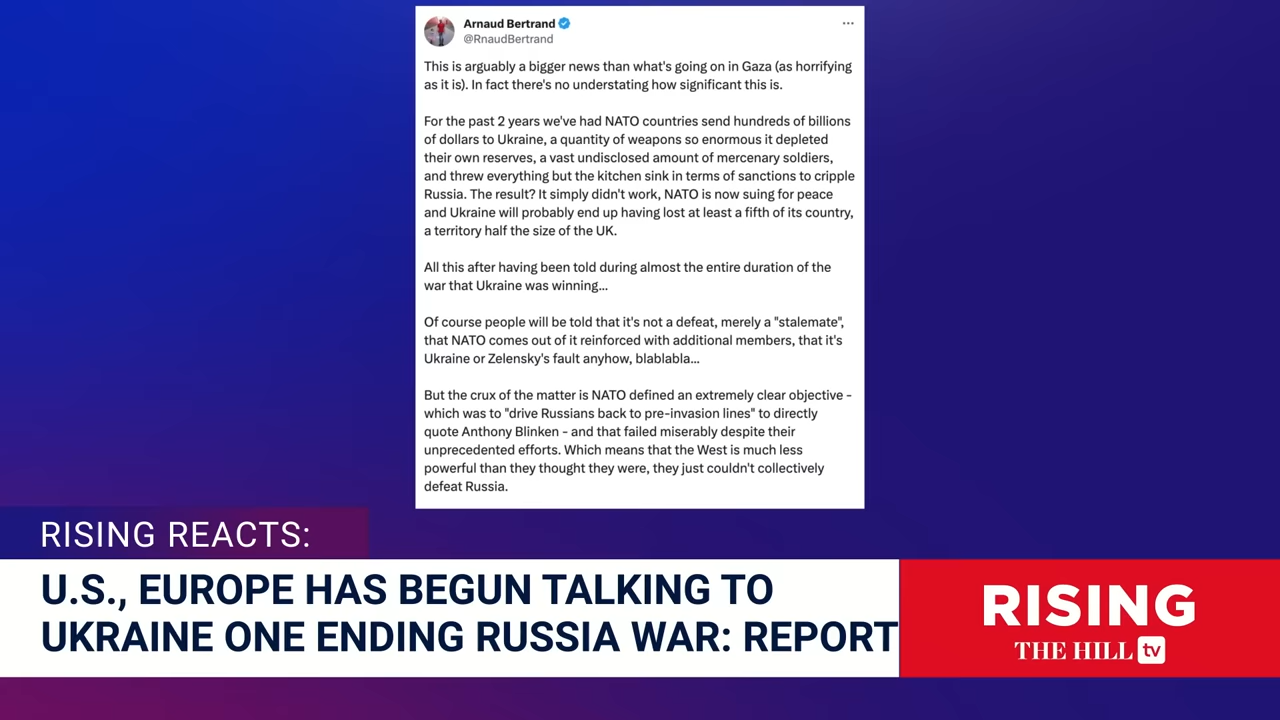 Arnaud Bertrand
@RnaudBertrand
This is arguably a bigger news than what's going on in Gaza (as horrifying
as it is). In fact there's no understating how significant this is.
For the past 2 years we've had NATO countries send hundreds of billions
of dollars to Ukraine, a quantity of weapons so enormous it depleted
their own reserves, a vast undisclosed amount of mercenary soldiers,
and threw everything but the kitchen sink in terms of sanctions to cripple
Russia. The result? It simply didn't work, NATO is now suing for peace
and Ukraine will probably end up having lost at least a fifth of its country,
a territory half the size of the UK.
All this after having been told during almost the entire duration of the
war that Ukraine was winning...
Of course people will be told that it's not a defeat, merely a "stalemate",
that NATO comes out of it reinforced with additional members, that it's
Ukraine or Zelensky's fault anyhow, blablabla...
But the crux of the matter is NATO defined an extremely clear objective -
which was to "drive Russians back to pre-invasion lines" to directly
quote Anthony Blinken - and that failed miserably despite their
unprecedented efforts. Which means that the West is much less
powerful than they thought they were, they just couldn't collectively
defeat Russia.
RISING REACTS:
U.S., EUROPE HAS BEGUN TALKING TO
UKRAINE ONE ENDING RUSSIA WAR: REPORT
RISING
THE HILL tv